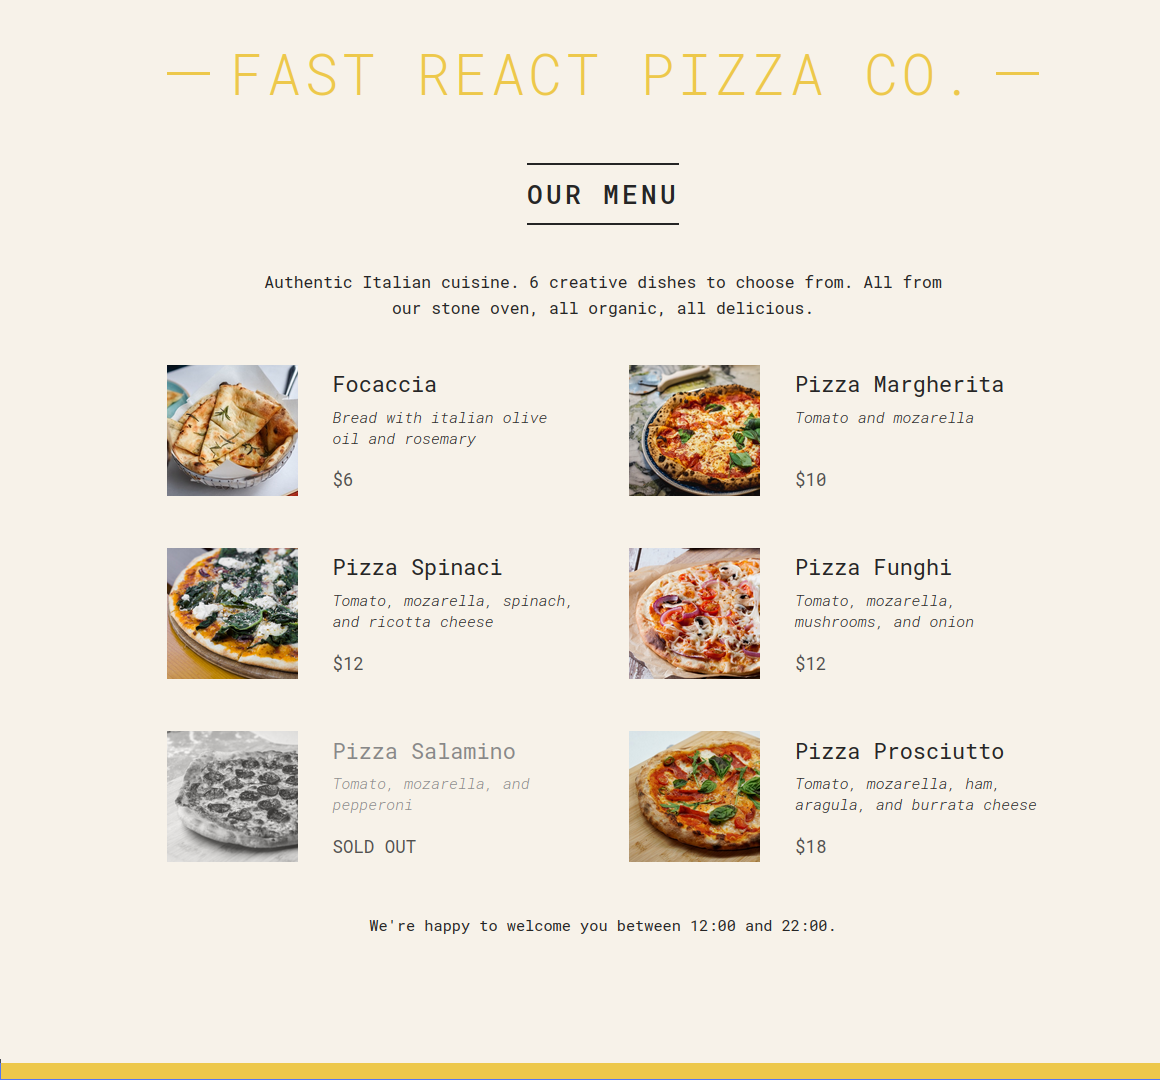 FAST REACT PIZZA CO.
OUR MENU
Authentic Italian cuisine. 6 creative dishes to choose from. All from
our stone oven, all organic, all delicious.
Focaccia
Bread with italian olive
oil and rosemary
$6
Pizza Margherita
Tomato and mozarella
$10
Pizza Spinaci
Tomato, mozarella, spinach,
and ricotta cheese
$12
Pizza Funghi
Tomato, mozarella,
mushrooms, and onion
$12
Pizza Salamino
Tomato, mozarella, and
pepperoni
SOLD OUT
Pizza Prosciutto
Tomato, mozarella, ham,
aragula, and burrata cheese
$18
We're happy to welcome you between 12:00 and 22:00.